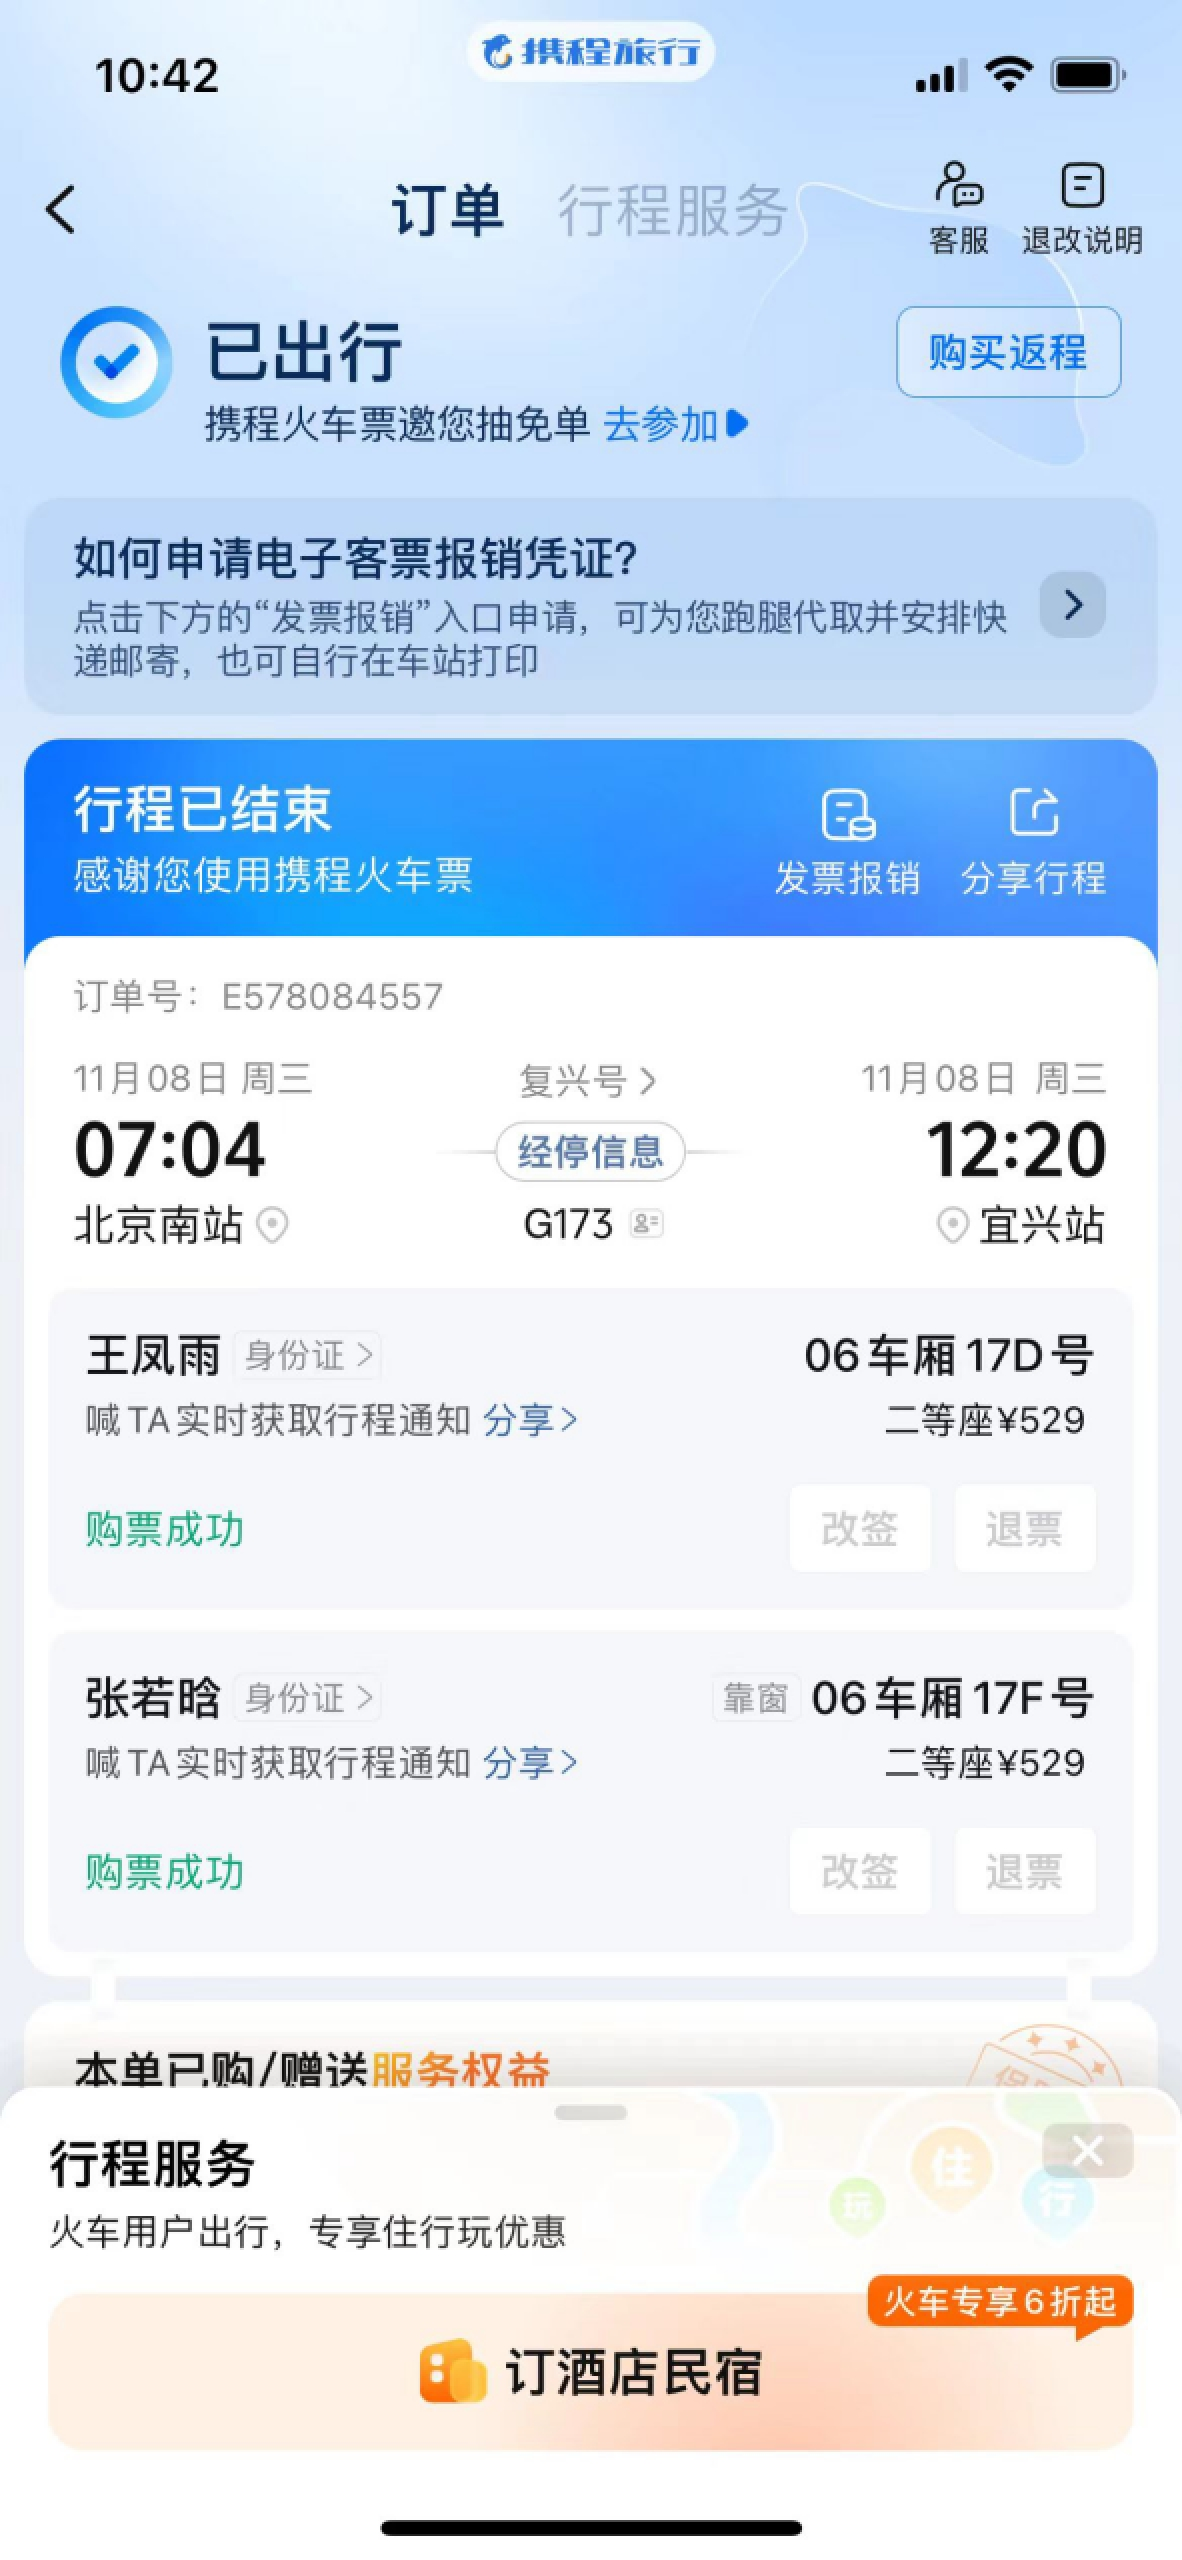 10:42
携程旅行
订单 行程服务
客服 退改说明
已出行
购买返程
携程火车票邀您抽免单 去参加
如何申请电子客票报销凭证?
点击下方的“发票报销”入口申请，可为您跑腿代取并安排快
递邮寄，也可自行在车站打印
行程已结束
感谢您使用携程火车票
发票报销 分享行程
订单号：E578084557
11月08日 周三 复兴号 11月08日 周三
07:04 经停信息 12:20
北京南站 G173 宜兴站
王凤雨 身份证 06车厢17D号
喊TA实时获取行程通知 分享 二等座¥529
购票成功 改签 退票
张若晗 身份证 靠窗 06车厢17F号
喊TA实时获取行程通知 分享 二等座¥529
购票成功 改签 退票
本单已购/赠送服务权益
行程服务
玩 住 行
火车用户出行，专享住行玩优惠
火车专享6折起
订酒店民宿